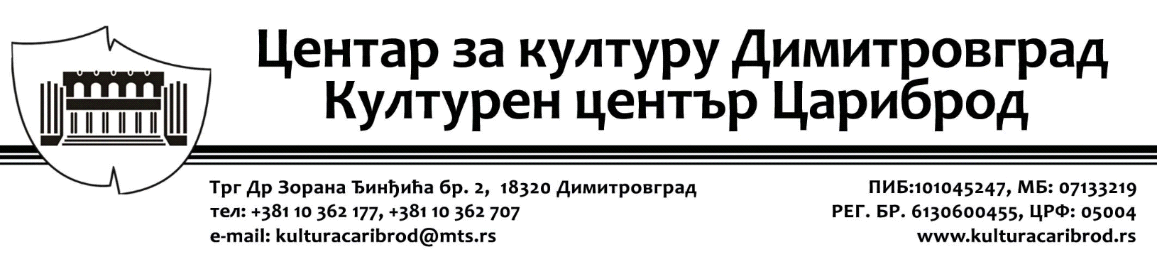 Центар за културу Димитровград
Културен център Цариброд
Трг Др Зорана Ђинђића бр. 2, 18320 Димитровград
тел: +381 10 362 177, +381 10 362 707
e-mail: kulturacaribrod@mts.rs
ПИБ:101045247, МБ: 07133219
РЕГ. БР. 6130600455, ЦРФ: 05004
www.kulturacaribrod.rs